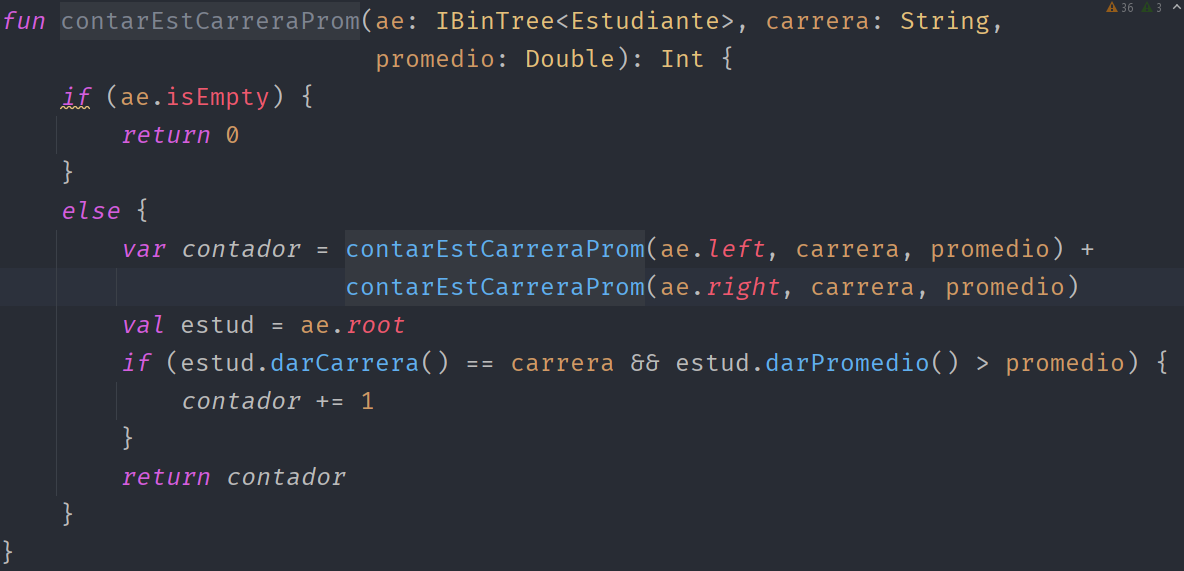 fun contarEstCarreraProm(ae: IBinTree<Estudiante>, carrera: String,
36 3
promedio: Double): Int {
if (ae.isEmpty) {
return 0
}
else {
var contador = contarEstCarreraProm(ae.left, carrera, promedio) +
contarEstCarreraProm(ae.right, carrera, promedio)
val estud = ae.root
if (estud.darCarrera() == carrera && estud.darPromedio() > promedio) {
contador += 1
}
return contador
}
}